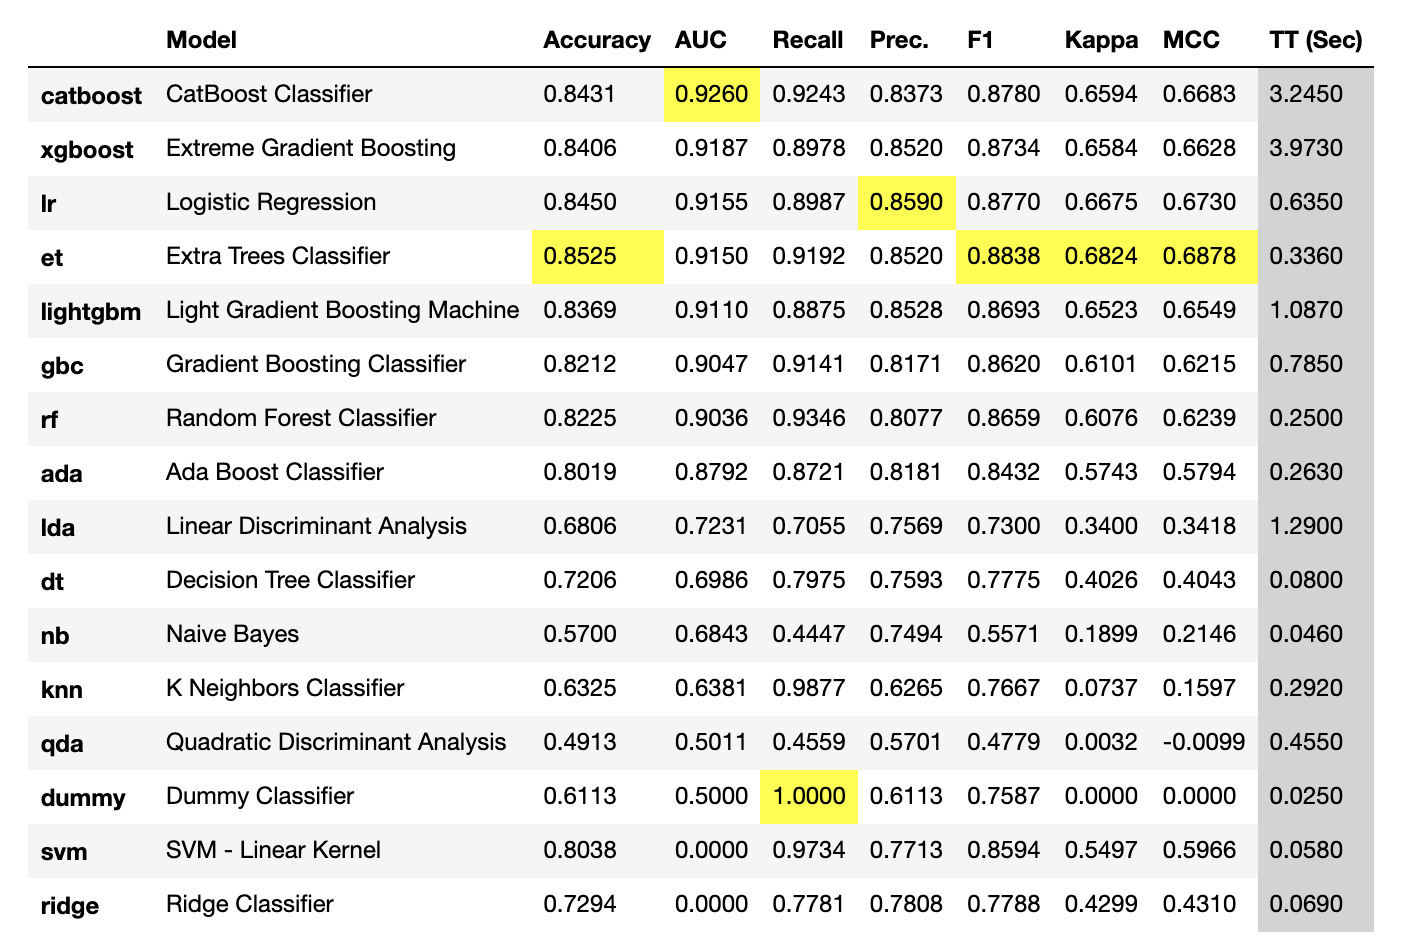 Model Accuracy AUC Recall Prec. F1 Kappa MCC TT (Sec)
catboost CatBoost Classifier 0.8431 0.9260 0.9243 0.8373 0.8780 0.6594 0.6683 3.2450
xgboost Extreme Gradient Boosting 0.8406 0.9187 0.8978 0.8520 0.8734 0.6584 0.6628 3.9730
lr Logistic Regression 0.8450 0.9155 0.8987 0.8590 0.8770 0.6675 0.6730 0.6350
et Extra Trees Classifier 0.8525 0.9150 0.9192 0.8520 0.8838 0.6824 0.6878 0.3360
lightgbm Light Gradient Boosting Machine 0.8369 0.9110 0.8875 0.8528 0.8693 0.6523 0.6549 1.0870
gbc Gradient Boosting Classifier 0.8212 0.9047 0.9141 0.8171 0.8620 0.6101 0.6215 0.7850
rf Random Forest Classifier 0.8225 0.9036 0.9346 0.8077 0.8659 0.6076 0.6239 0.2500
ada Ada Boost Classifier 0.8019 0.8792 0.8721 0.8181 0.8432 0.5743 0.5794 0.2630
lda Linear Discriminant Analysis 0.6806 0.7231 0.7055 0.7569 0.7300 0.3400 0.3418 1.2900
dt Decision Tree Classifier 0.7206 0.6986 0.7975 0.7593 0.7775 0.4026 0.4043 0.0800
nb Naive Bayes 0.5700 0.6843 0.4447 0.7494 0.5571 0.1899 0.2146 0.0460
knn K Neighbors Classifier 0.6325 0.6381 0.9877 0.6265 0.7667 0.0737 0.1597 0.2920
qda Quadratic Discriminant Analysis 0.4913 0.5011 0.4559 0.5701 0.4779 0.0032 -0.0099 0.4550
dummy Dummy Classifier 0.6113 0.5000 1.0000 0.6113 0.7587 0.0000 0.0000 0.0250
svm SVM - Linear Kernel 0.8038 0.0000 0.9734 0.7713 0.8594 0.5497 0.5966 0.0580
ridge Ridge Classifier 0.7294 0.0000 0.7781 0.7808 0.7788 0.4299 0.4310 0.0690